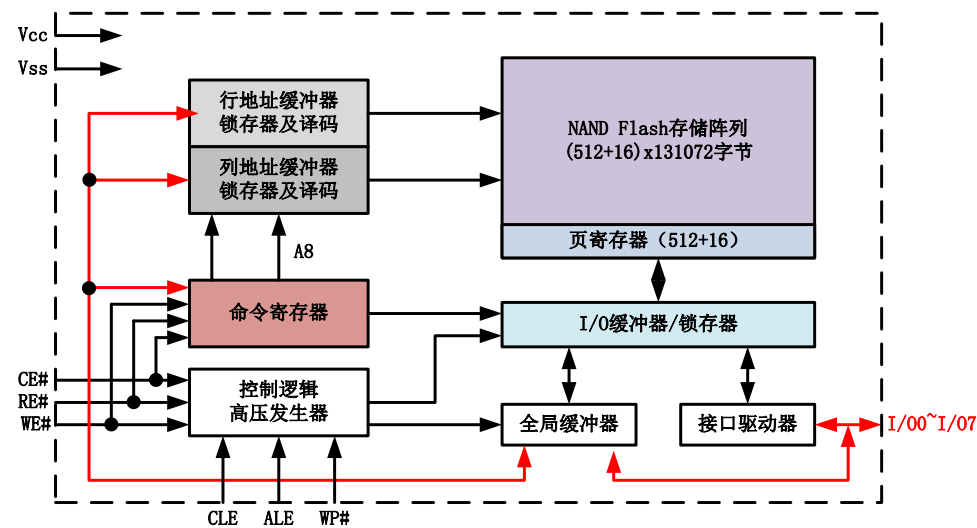 Vcc
Vss
行地址缓冲器
锁存器及译码
列地址缓冲器
锁存器及译码
NAND Flash存储阵列
(512+16)x131072字节
页寄存器（512+16）
A8
命令寄存器
I/O缓冲器/锁存器
CE#
RE#
WE#
控制逻辑
高压发生器
全局缓冲器
接口驱动器
I/00~I/07
CLE
ALE
WP#